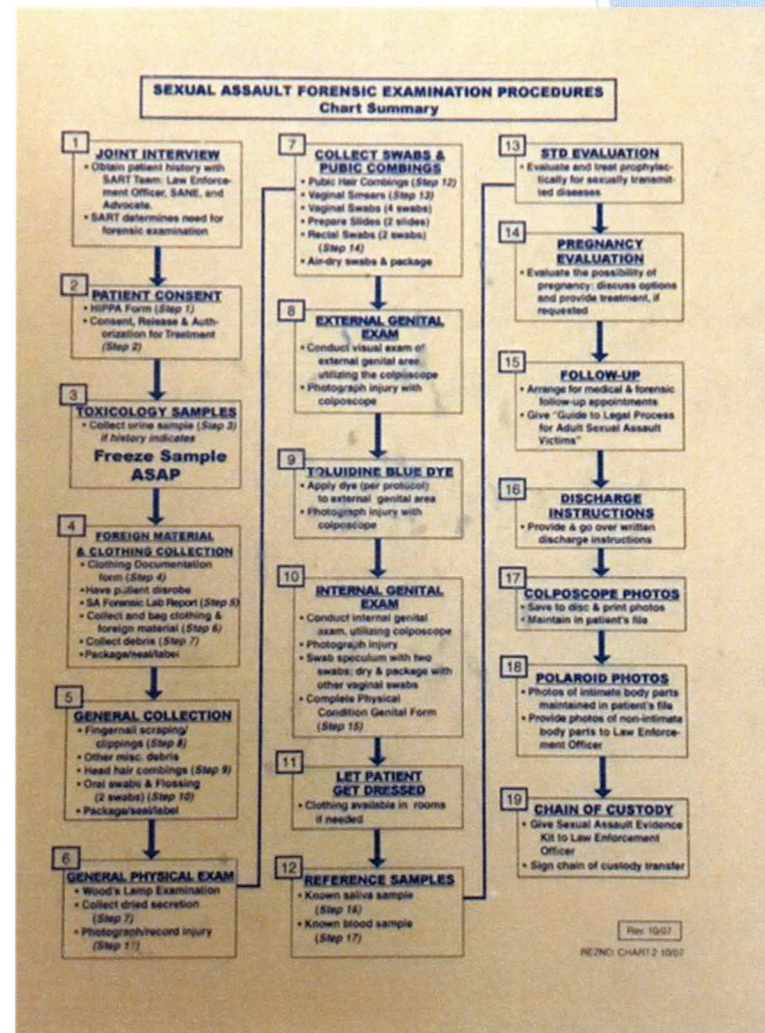 SEXUAL ASSAULT FORENSIC EXAMINATION PROCEDURES
Chart Summary
1
JOINT INTERVIEW
• Obtain patient history with
SART Team: Law Enforce-
ment Officer, SANE, and
Advocate.
• SART determines need for
forensic examination
2
PATIENT CONSENT
• HIPPA Form (Step 1)
• Consent, Release & Auth-
orization for Treatment
(Step 2)
3
TOXICOLOGY SAMPLES
• Collect urine sample (Step 3)
if history indicates
Freeze Sample
ASAP
4
FOREIGN MATERIAL
& CLOTHING COLLECTION
• Clothing Documentation
form (Step 4)
• Have patient disrobe
• SA Forensic Lab Report (Step 5)
• Collect and bag clothing &
foreign material (Step 6)
• Collect debris (Step 7)
• Package/seal/label
5
GENERAL COLLECTION
• Fingernail scraping/
clippings (Step 8)
• Other misc. debris
• Head hair combings (Step 9)
• Oral swabs & Flossing
(2 swabs) (Step 10)
• Package/seal/label
6
GENERAL PHYSICAL EXAM
• Wood's Lamp Examination
• Collect dried secretion
(Step 7)
• Photograph/record injury
(Step 11)
7
COLLECT SWABS &
PUBIC COMBINGS
• Pubic Hair Combings (Step 12)
• Vaginal Smears (Step 13)
• Vaginal Swabs (4 swabs)
• Prepare Slides (2 slides)
• Rectal Swabs (2 swabs)
(Step 14)
• Air-dry swabs & package
8
EXTERNAL GENITAL
EXAM
• Conduct visual exam of
external genital area,
utilizing the colposcope
• Photograph injury with
colposcope
9
TOLUIDINE BLUE DYE
• Apply dye (per protocol)
to external genital area
• Photograph injury with
colposcope
10
INTERNAL GENITAL
EXAM
• Conduct internal genital
exam, utilizing colposcope
• Photograph injury
• Swab speculum with two
swabs; dry & package with
other vaginal swabs
• Complete Physical
Condition Genital Form
(Step 15)
11
LET PATIENT
GET DRESSED
• Clothing available in rooms
if needed
12
REFERENCE SAMPLES
• Known saliva sample
(Step 16)
• Known blood sample
(Step 17)
13
STD EVALUATION
• Evaluate and treat prophylac-
tically for sexually transmit-
ted diseases
14
PREGNANCY
EVALUATION
• Evaluate the possibility of
pregnancy: discuss options
and provide treatment, if
requested
15
FOLLOW-UP
• Arrange for medical & forensic
follow-up appointments
• Give "Guide to Legal Process
for Adult Sexual Assault
Victims"
16
DISCHARGE
INSTRUCTIONS
• Provide & go over written
discharge instructions
17
COLPOSCOPE PHOTOS
• Save to disc & print photos
• Maintain in patient's file
18
POLAROID PHOTOS
• Photos of intimate body parts
maintained in patient's file
• Provide photos of non-intimate
body parts to Law Enforce-
ment Officer
19
CHAIN OF CUSTODY
• Give Sexual Assault Evidence
Kit to Law Enforcement
Officer
• Sign chain of custody transfer
Rev. 10/07
CHART 2 10/07